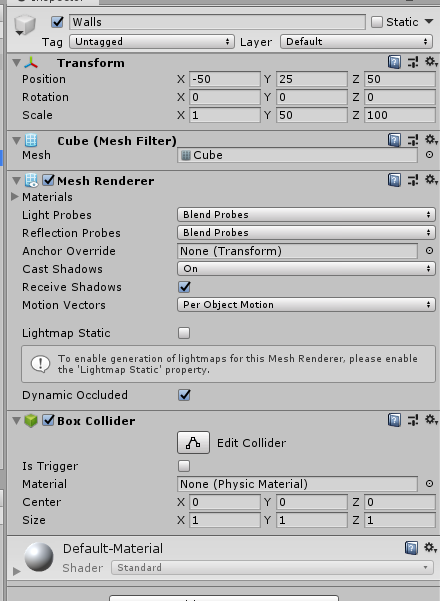 Walls Static
Tag Untagged Layer Default
Transform
Position X -50 Y 25 Z 50
Rotation X 0 Y 0 Z 0
Scale X 1 Y 50 Z 100
Cube (Mesh Filter)
Mesh Cube
Mesh Renderer
Materials
Light Probes Blend Probes
Reflection Probes Blend Probes
Anchor Override None (Transform)
Cast Shadows On
Receive Shadows
Motion Vectors Per Object Motion
Lightmap Static
To enable generation of lightmaps for this Mesh Renderer, please enable
the 'Lightmap Static' property.
Dynamic Occluded
Box Collider
Edit Collider
Is Trigger
Material None (Physic Material)
Center X 0 Y 0 Z 0
Size X 1 Y 1 Z 1
Default-Material
Shader Standard